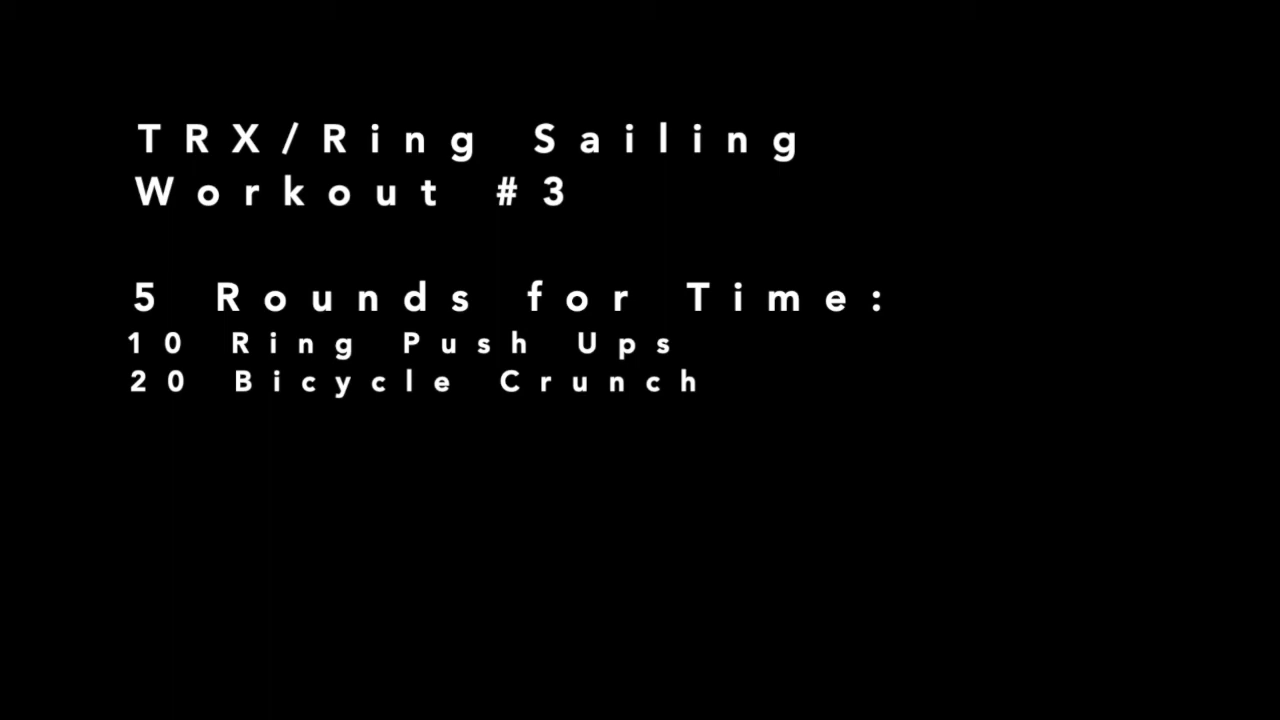 TRX/Ring Sailing
Workout #3
5 Rounds for Time:
10 Ring Push Ups
20 Bicycle Crunch